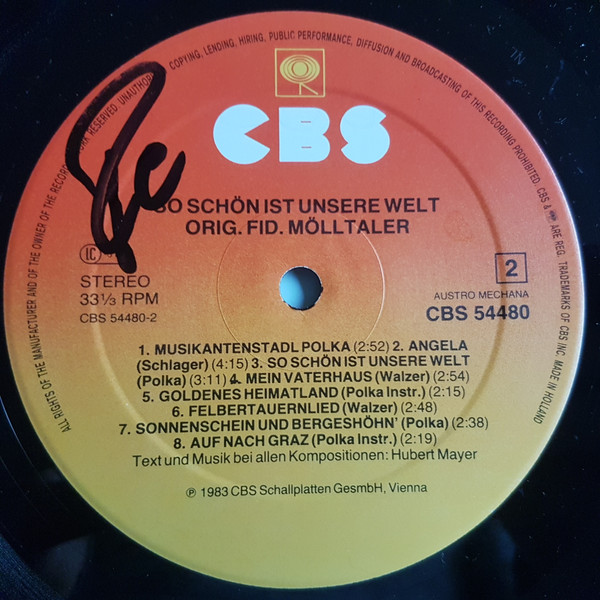 ALL RIGHTS OF THE MANUFACTURER AND OF THE OWNER OF THE RECORDED WORK RESERVED UNAUTHORISED COPYING, LENDING, HIRING, PUBLIC PERFORMANCE, DIFFUSION AND BROADCASTING OF THIS RECORDING PROHIBITED. CBS & ARE REG. TRADEMARKS OF CBS INC. MADE IN HOLLAND
CBS
SO SCHÖN IST UNSERE WELT
ORIG. FID. MÖLLTALER
LC
STEREO
33⅓ RPM
CBS 54480-2
2
AUSTRO MECHANA
CBS 54480
1. MUSIKANTENSTADL POLKA (2:52) 2. ANGELA
(Schlager) (4:15) 3. SO SCHÖN IST UNSERE WELT
(Polka) (3:11) 4. MEIN VATERHAUS (Walzer) (2:54)
5. GOLDENES HEIMATLAND (Polka Instr.) (2:15)
6. FELBERTAUERNLIED (Walzer) (2:48)
7. SONNENSCHEIN UND BERGESHÖHN' (Polka) (2:38)
8. AUF NACH GRAZ (Polka Instr.) (2:19)
Text und Musik bei allen Kompositionen: Hubert Mayer
℗ 1983 CBS Schallplatten GesmbH, Vienna